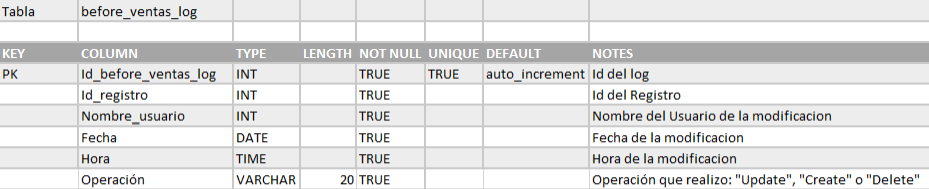 Tabla before_ventas_log
KEY COLUMN TYPE LENGTH NOT NULL UNIQUE DEFAULT NOTES
PK Id_before_ventas_log INT TRUE TRUE auto_increment Id del log
Id_registro INT TRUE Id del Registro
Nombre_usuario INT TRUE Nombre del Usuario de la modificacion
Fecha DATE TRUE Fecha de la modificacion
Hora TIME TRUE Hora de la modificacion
Operación VARCHAR 20 TRUE Operación que realizo: "Update", "Create" o "Delete"